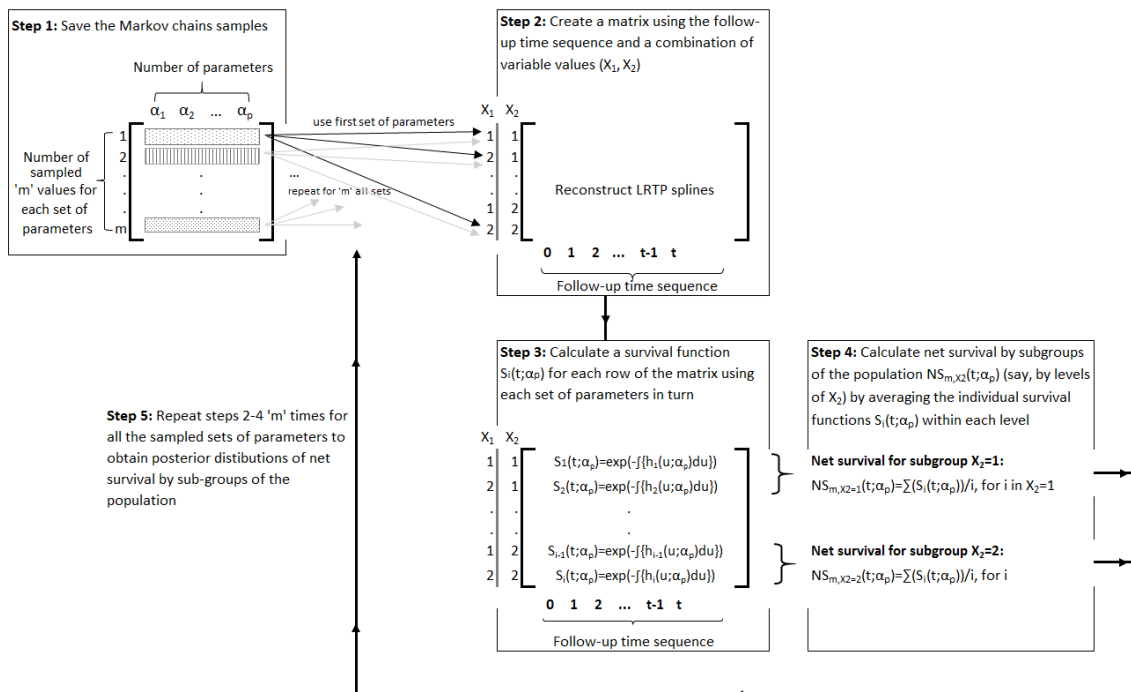 Step 1: Save the Markov chains samples
Number of parameters
α₁ α₂ ... αₚ
1
2
.
.
.
m
Number of
sampled
'm' values for
each set of
parameters
.
.
.
use first set of parameters
...
repeat for 'm' all sets
Step 2: Create a matrix using the follow-
up time sequence and a combination of
variable values (X₁, X₂)
X₁ X₂
1 1
2 1
. .
. .
1 2
2 2
Reconstruct LRTP splines
0 1 2 ... t-1 t
Follow-up time sequence
Step 3: Calculate a survival function
Sᵢ(t;αₚ) for each row of the matrix using
each set of parameters in turn
X₁ X₂
1 1 S₁(t;αₚ)=exp(-∫{h₁(u;αₚ)du})
2 1 S₂(t;αₚ)=exp(-∫{h₂(u;αₚ)du})
. . .
. . .
1 2 Sᵢ₋₁(t;αₚ)=exp(-∫{hᵢ₋₁(u;αₚ)du})
2 2 Sᵢ(t;αₚ)=exp(-∫{hᵢ(u;αₚ)du})
0 1 2 ... t-1 t
Follow-up time sequence
Step 4: Calculate net survival by subgroups
of the population NSₘ,X₂(t;αₚ) (say, by levels
of X₂) by averaging the individual survival
functions Sᵢ(t;αₚ) within each level
Net survival for subgroup X₂=1:
NSₘ,X2=1(t;αₚ)=∑(Sᵢ(t;αₚ))/i, for i in X₂=1
Net survival for subgroup X₂=2:
NSₘ,X2=2(t;αₚ)=∑(Sᵢ(t;αₚ))/i, for i
Step 5: Repeat steps 2-4 'm' times for
all the sampled sets of parameters to
obtain posterior distibutions of net
survival by sub-groups of the
population